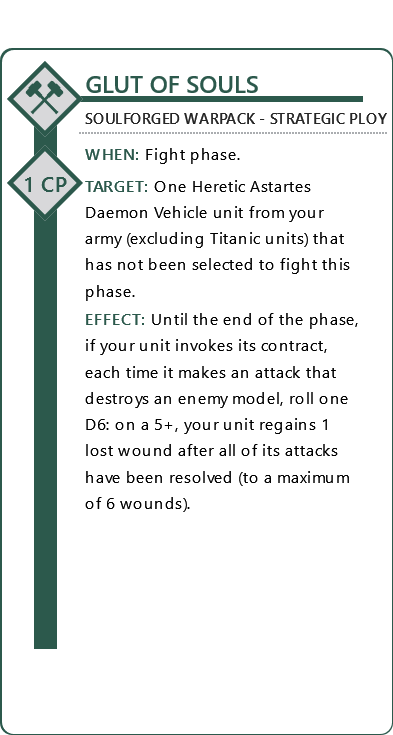 GLUT OF SOULS
SOULFORGED WARPACK - STRATEGIC PLOY
WHEN: Fight phase.
1 CP
TARGET: One Heretic Astartes
Daemon Vehicle unit from your
army (excluding Titanic units) that
has not been selected to fight this
phase.
EFFECT: Until the end of the phase,
if your unit invokes its contract,
each time it makes an attack that
destroys an enemy model, roll one
D6: on a 5+, your unit regains 1
lost wound after all of its attacks
have been resolved (to a maximum
of 6 wounds).